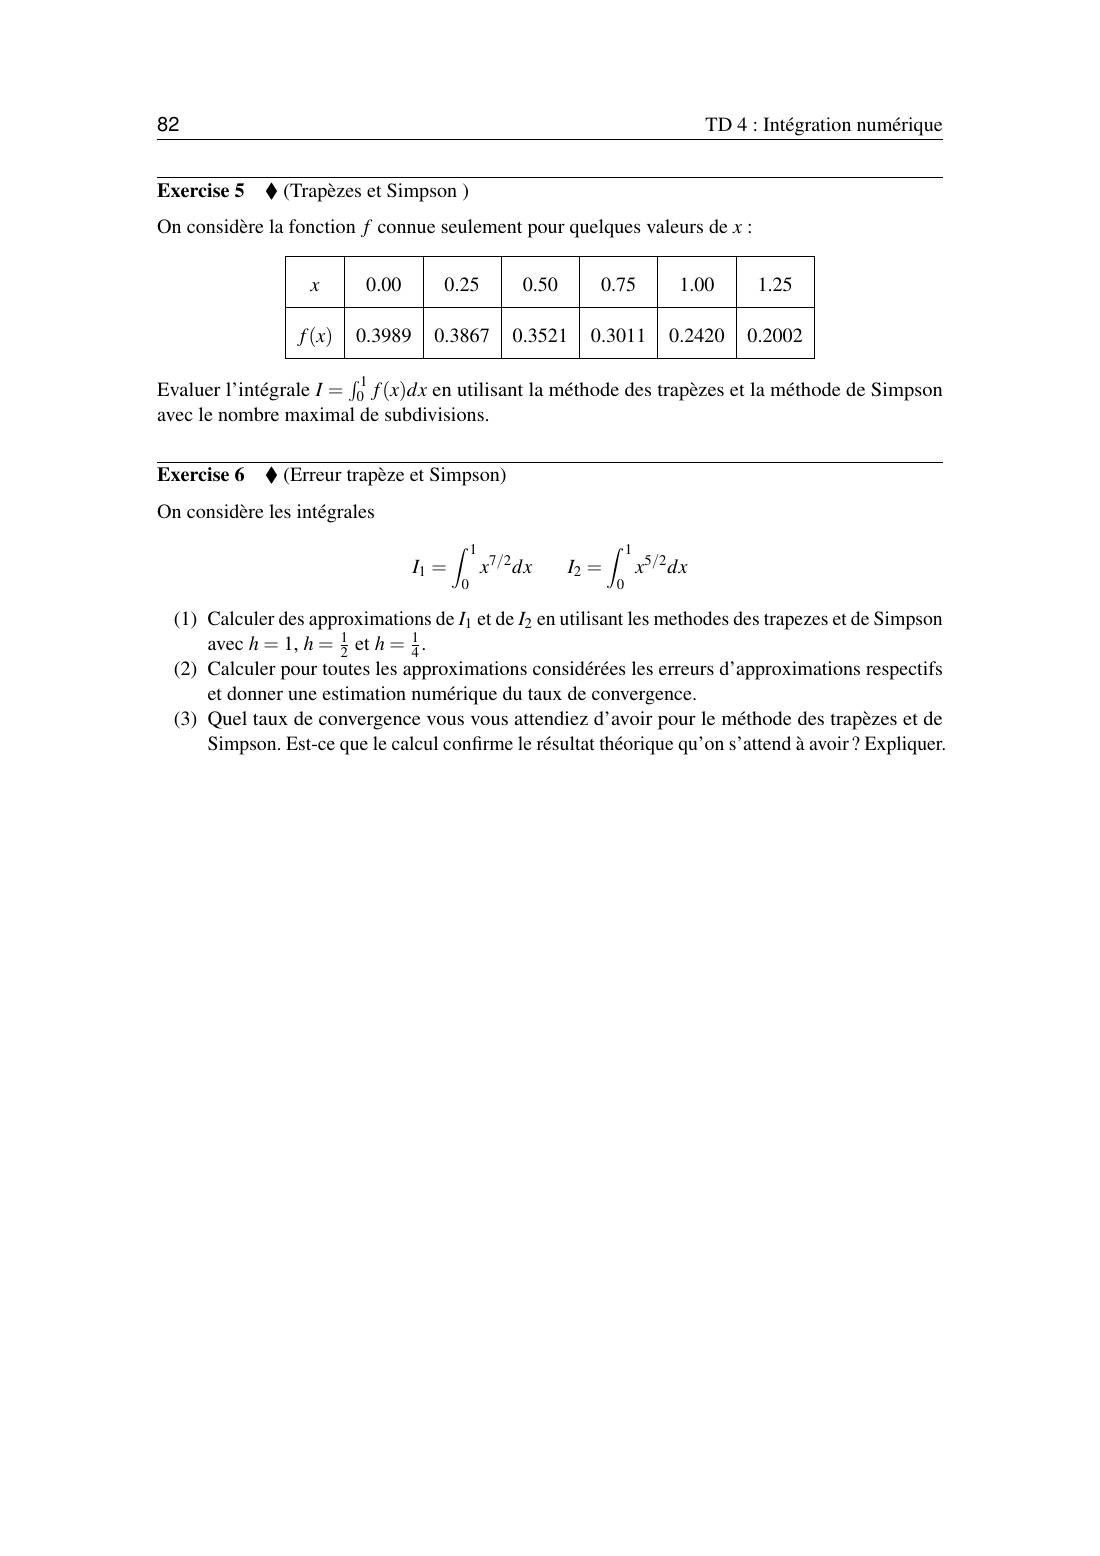 82 TD 4 : Intégration numérique
Exercise 5 ♦ (Trapèzes et Simpson )
On considère la fonction f connue seulement pour quelques valeurs de x :
x 0.00 0.25 0.50 0.75 1.00 1.25
f(x) 0.3989 0.3867 0.3521 0.3011 0.2420 0.2002
Evaluer l'intégrale I = ∫₀¹ f(x)dx en utilisant la méthode des trapèzes et la méthode de Simpson
avec le nombre maximal de subdivisions.
Exercise 6 ♦ (Erreur trapèze et Simpson)
On considère les intégrales
I₁ = ∫₀¹ x^{7/2}dx I₂ = ∫₀¹ x^{5/2}dx
(1) Calculer des approximations de I₁ et de I₂ en utilisant les methodes des trapezes et de Simpson
avec h = 1, h = 1/2 et h = 1/4.
(2) Calculer pour toutes les approximations considérées les erreurs d'approximations respectifs
et donner une estimation numérique du taux de convergence.
(3) Quel taux de convergence vous vous attendiez d'avoir pour le méthode des trapèzes et de
Simpson. Est-ce que le calcul confirme le résultat théorique qu'on s'attend à avoir ? Expliquer.